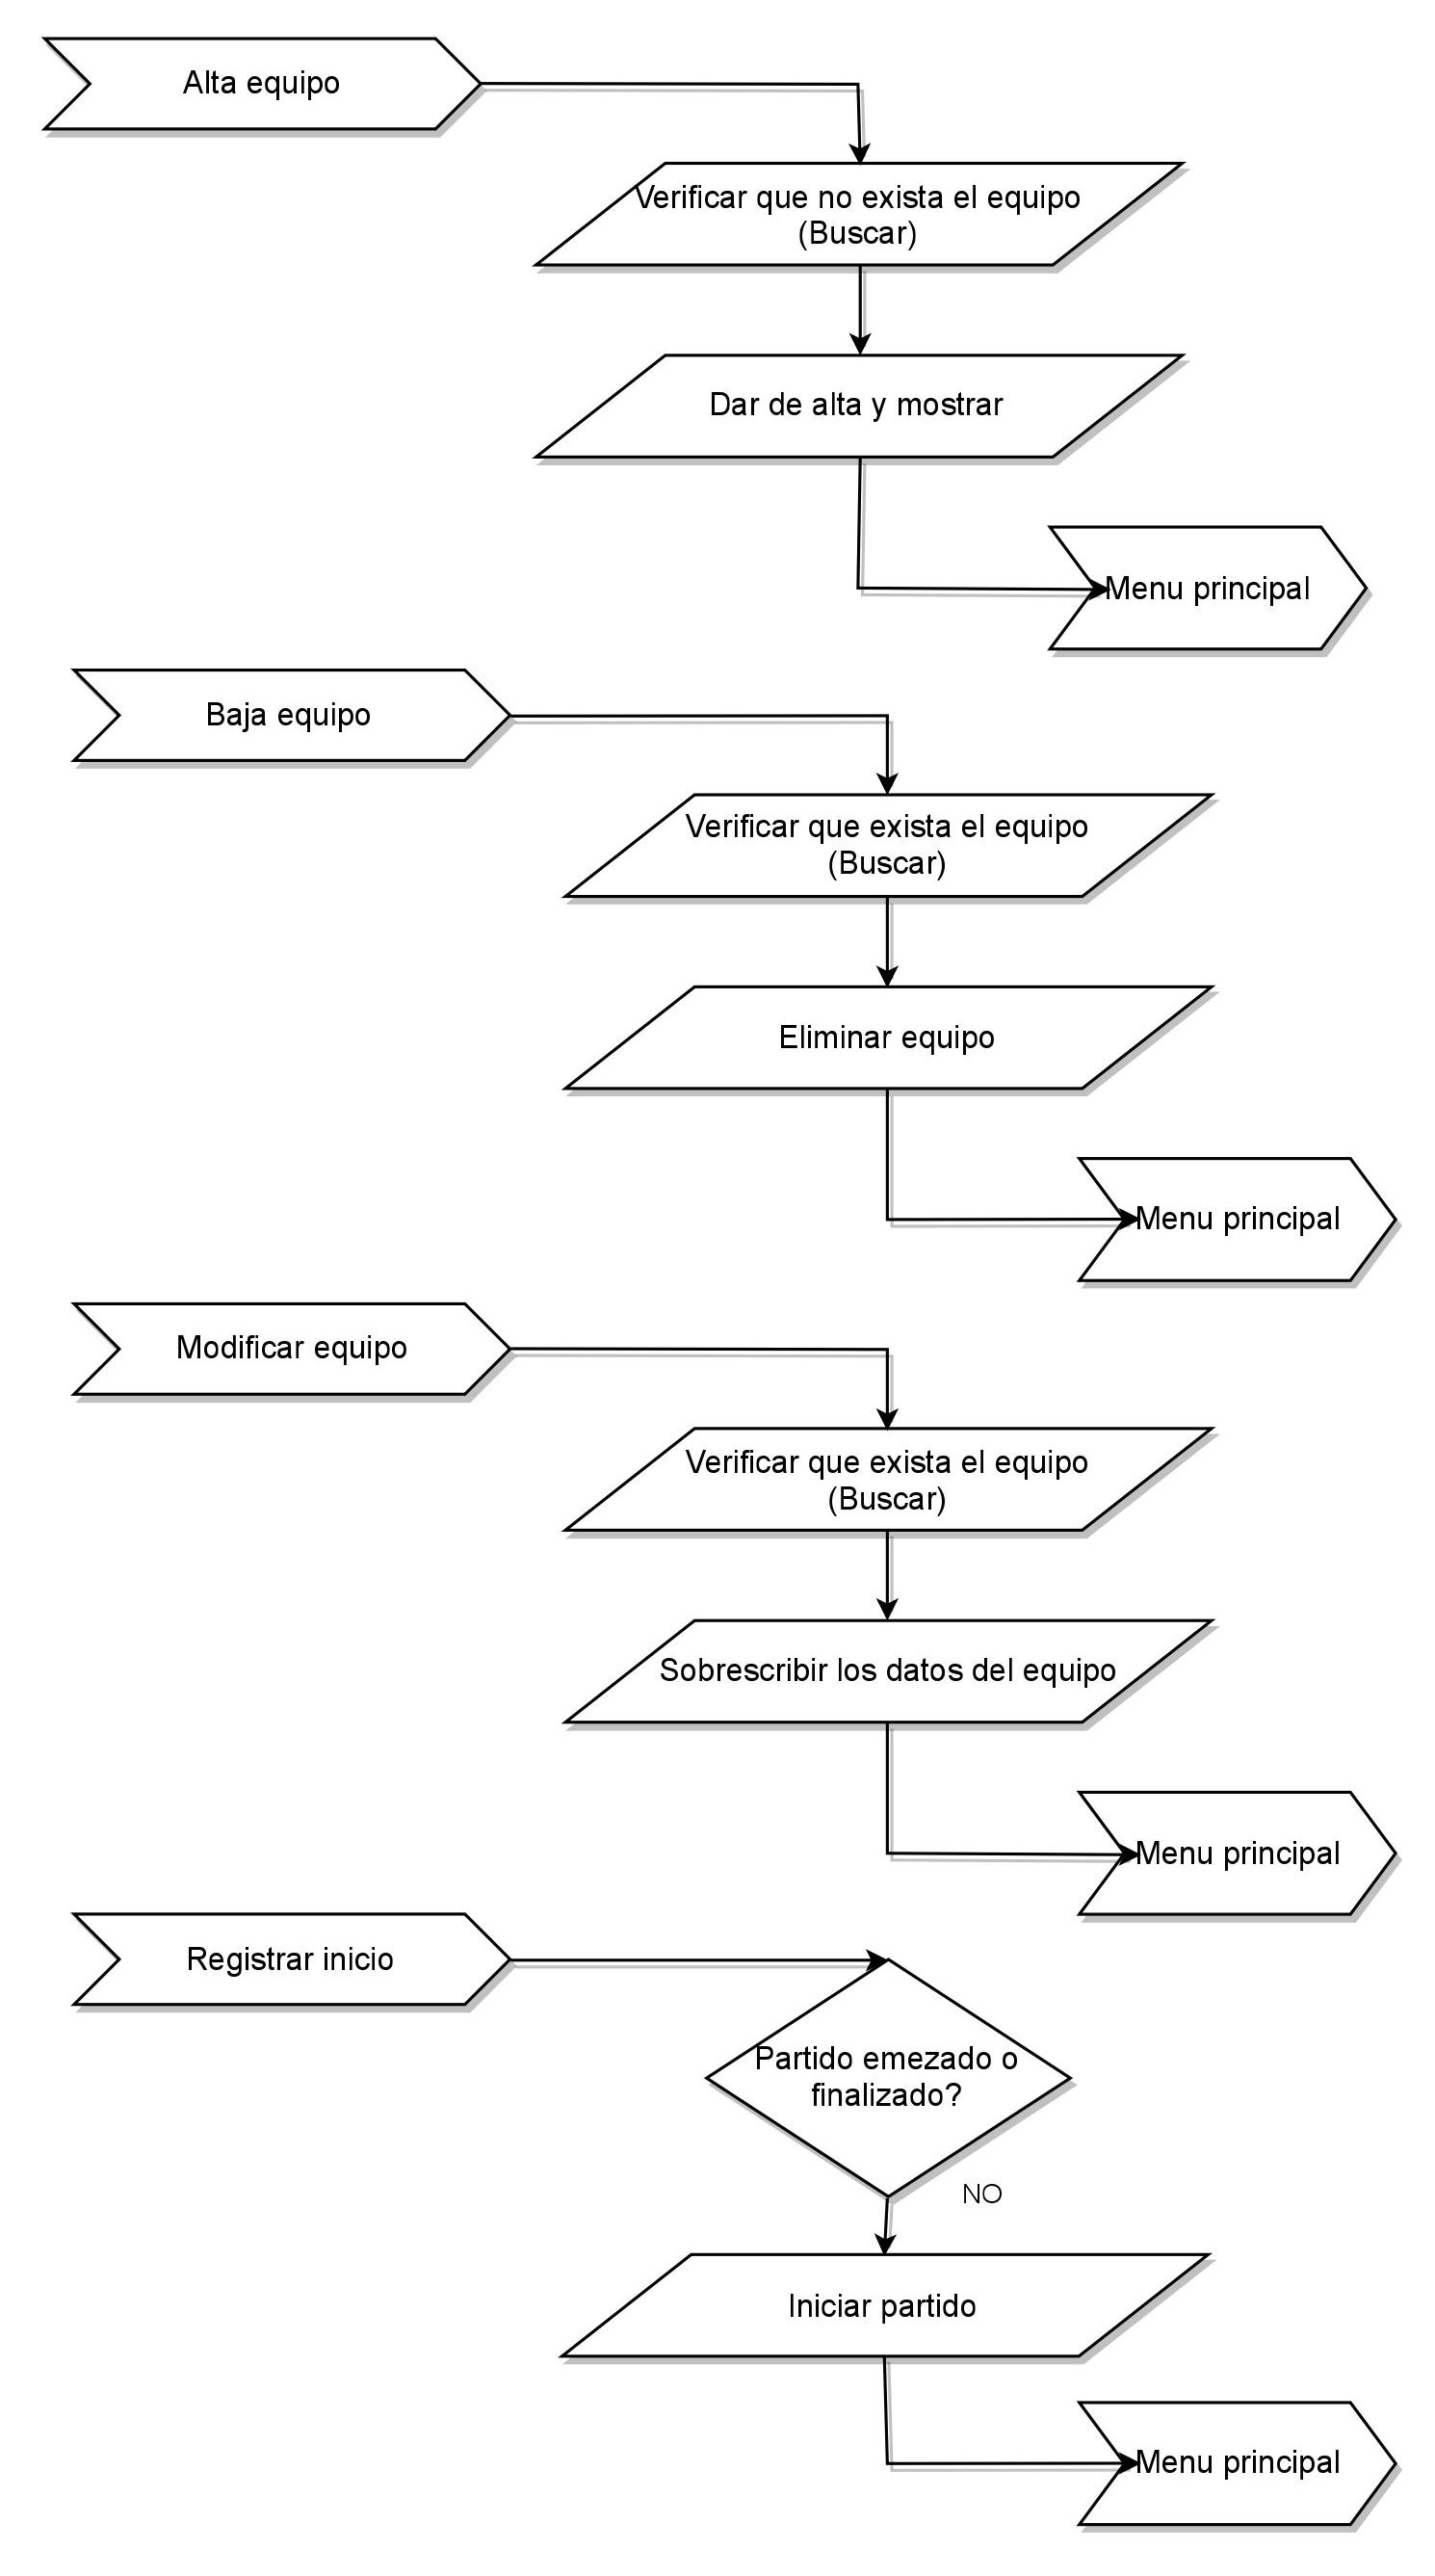 Alta equipo
Verificar que no exista el equipo
(Buscar)
Dar de alta y mostrar
Menu principal
Baja equipo
Verificar que exista el equipo
(Buscar)
Eliminar equipo
Menu principal
Modificar equipo
Verificar que exista el equipo
(Buscar)
Sobrescribir los datos del equipo
Menu principal
Registrar inicio
Partido emezado o
finalizado?
NO
Iniciar partido
Menu principal